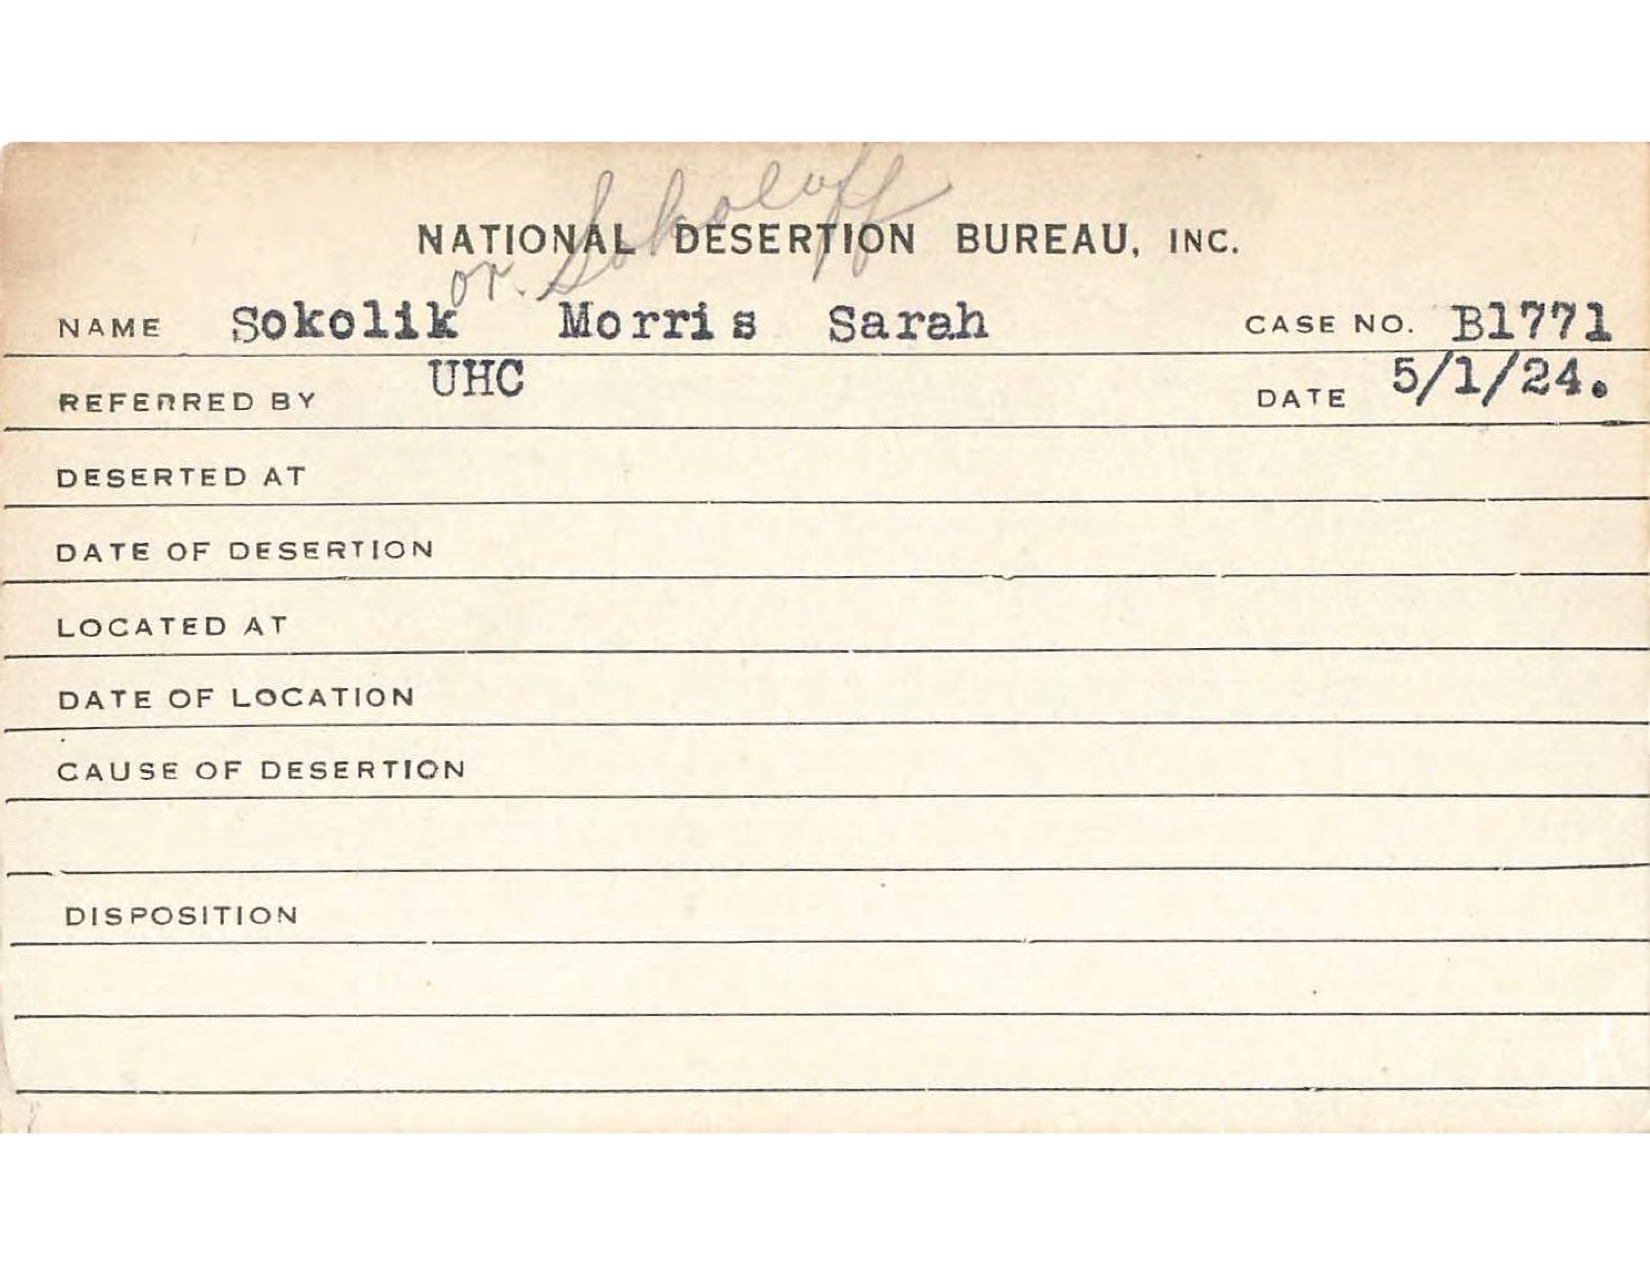 NATIONAL DESERTION BUREAU, INC.
or. Sokoloff
NAME Sokolik Morris Sarah CASE NO. B1771
REFERRED BY UHC DATE 5/1/24.
DESERTED AT
DATE OF DESERTION
LOCATED AT
DATE OF LOCATION
CAUSE OF DESERTION
DISPOSITION